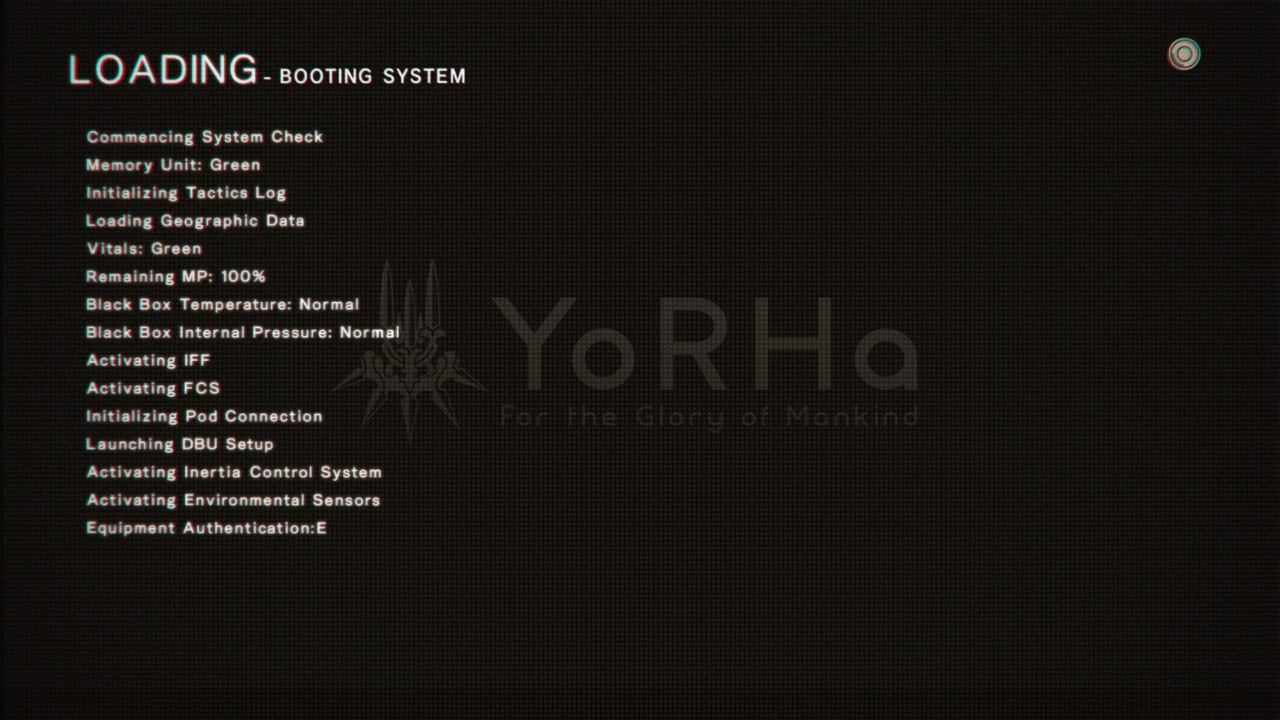 LOADING - BOOTING SYSTEM
Commencing System Check
Memory Unit: Green
Initializing Tactics Log
Loading Geographic Data
Vitals: Green
Remaining MP: 100%
Black Box Temperature: Normal
Black Box Internal Pressure: Normal
Activating IFF
Activating FCS
Initializing Pod Connection
Launching DBU Setup
Activating Inertia Control System
Activating Environmental Sensors
Equipment Authentication:E
YoRHa
For the Glory of Mankind